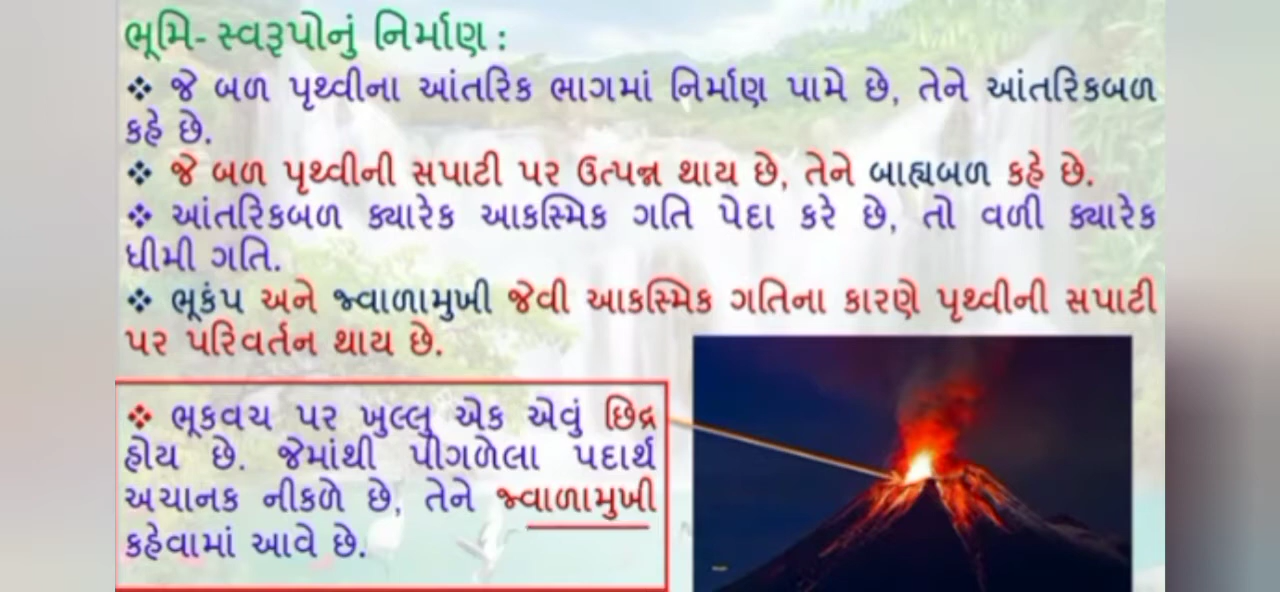 ભૂમિ- સ્વરૂપોનું નિર્માણ :
❖ જે બળ પૃથ્વીના આંતરિક ભાગમાં નિર્માણ પામે છે, તેને આંતરિકબળ
કહે છે.
❖ જે બળ પૃથ્વીની સપાટી પર ઉત્પન્ન થાય છે, તેને બાહ્યબળ કહે છે.
❖ આંતરિકબળ ક્યારેક આકસ્મિક ગતિ પેદા કરે છે, તો વળી ક્યારેક
ધીમી ગતિ.
❖ ભૂકંપ અને જ્વાળામુખી જેવી આકસ્મિક ગતિના કારણે પૃથ્વીની સપાટી
પર પરિવર્તન થાય છે.
❖ ભૂકવચ પર ખુલ્લુ એક એવું છિદ્ર
હોય છે. જેમાંથી પીગળેલા પદાર્થ
અચાનક નીકળે છે, તેને જ્વાળામુખી
કહેવામાં આવે છે.